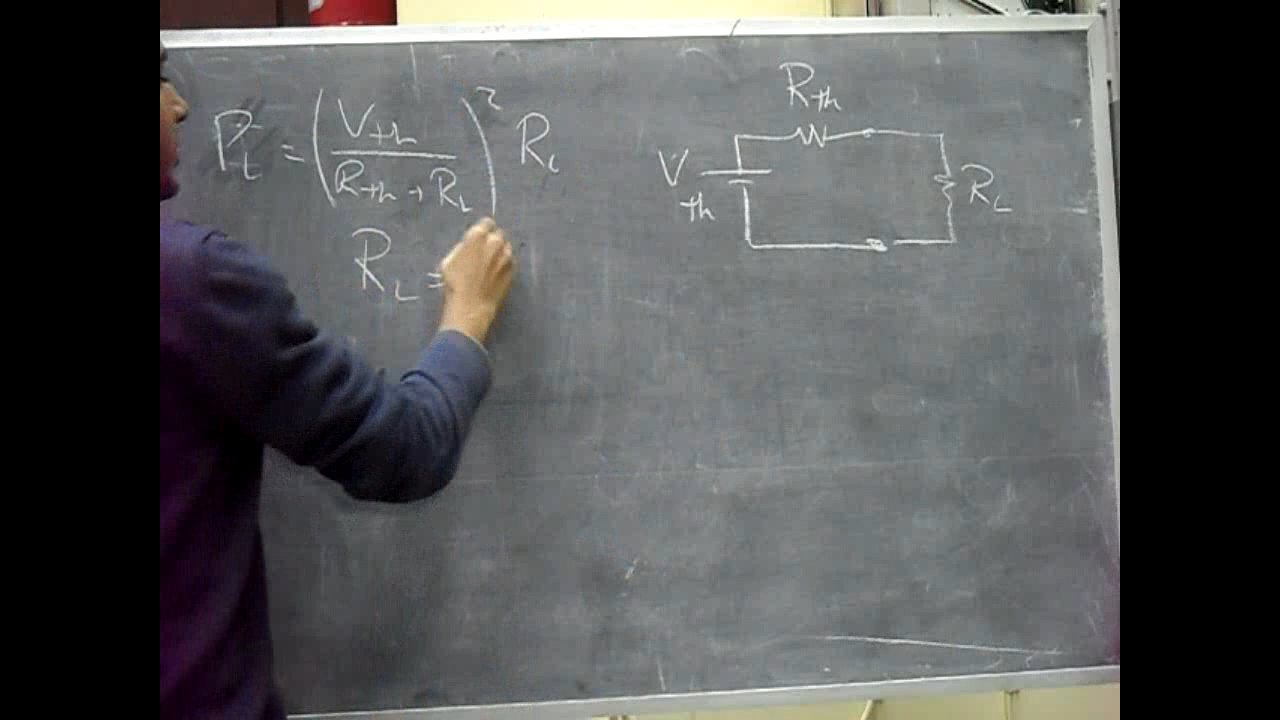 P_L = (V_th / (R_th + R_L))² R_L
R_L =
R_th
V_th
R_L